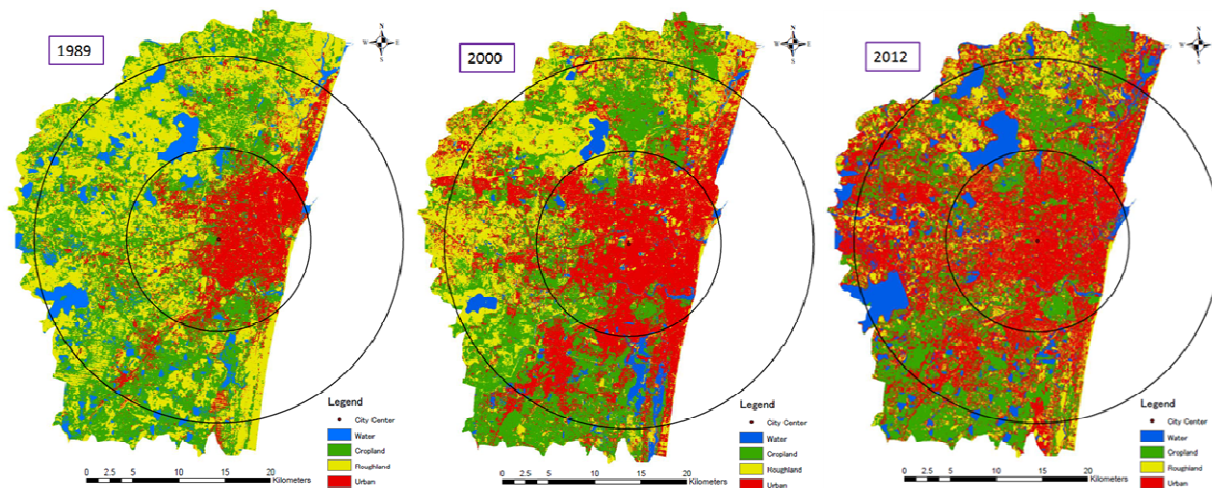 1989
N
W E
S
Legend
City Center
Water
Cropland
Roughland
Urban
0 2.5 5 10 15 20
Kilometers
2000
N
W E
S
Legend
City Center
Water
Cropland
Roughland
Urban
0 2.5 5 10 15 20
Kilometers
2012
N
W E
S
Legend
City Center
Water
Cropland
Roughland
Urban
0 2.5 5 10 15 20
Kilometers